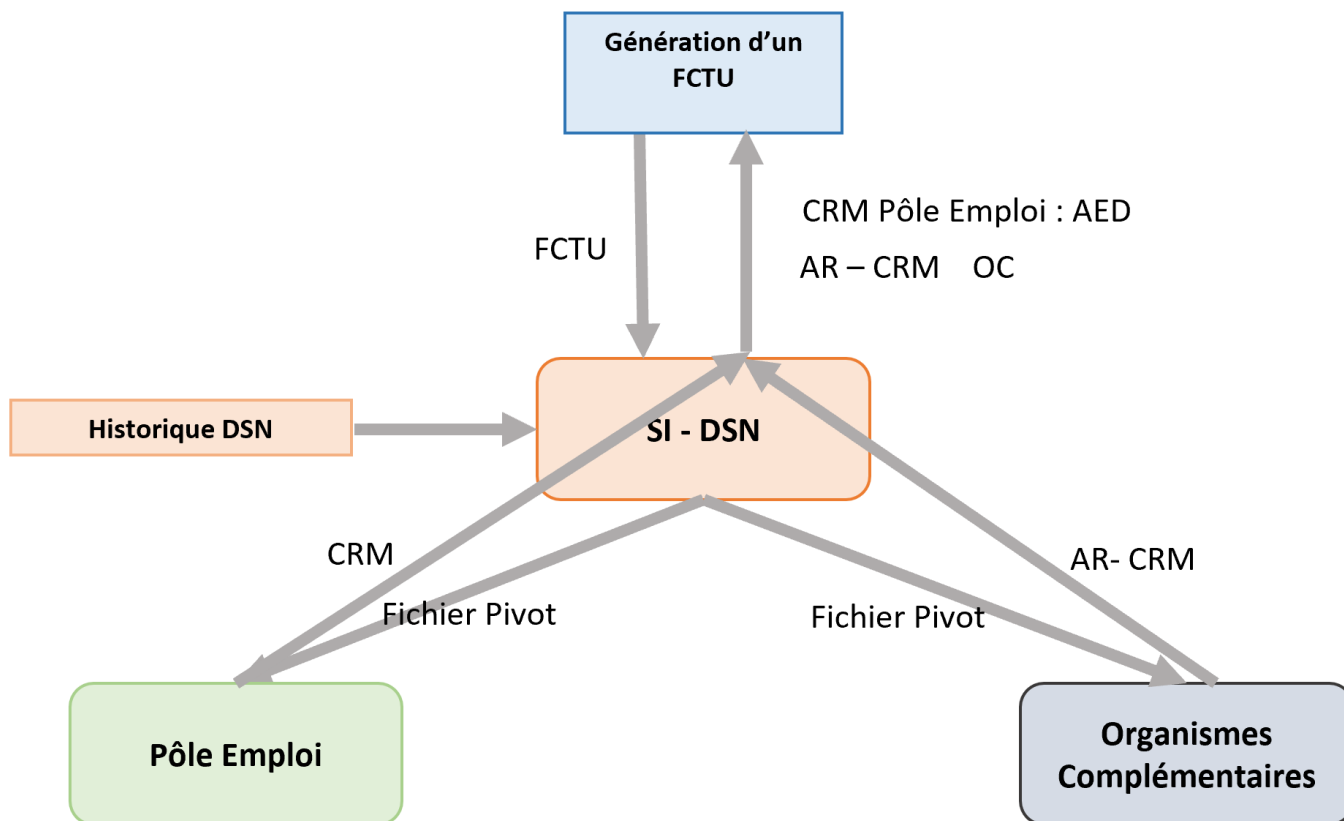 Génération d’un
FCTU
CRM Pôle Emploi : AED
FCTU
AR – CRM OC
Historique DSN
SI - DSN
CRM
AR- CRM
Fichier Pivot
Fichier Pivot
Pôle Emploi
Organismes
Complémentaires